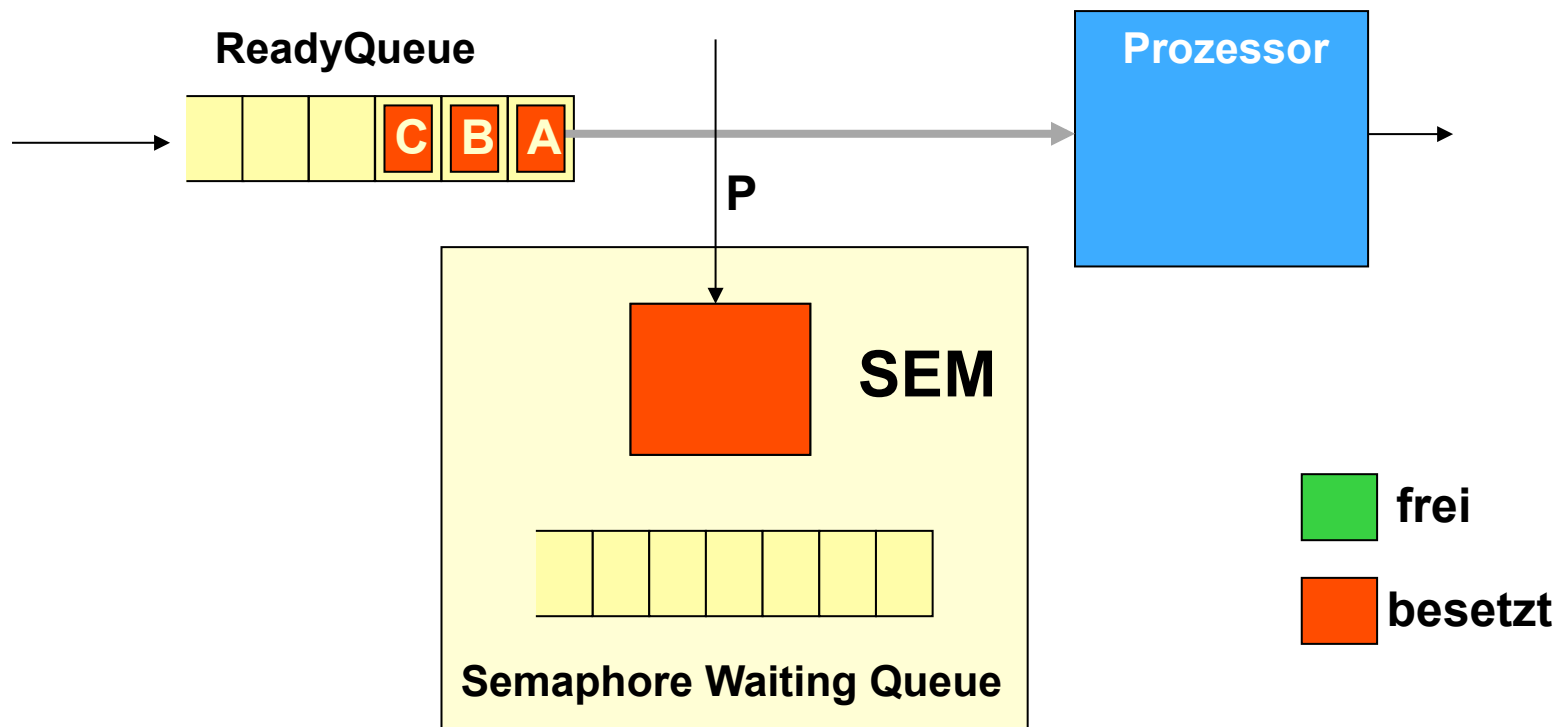 ReadyQueue
Prozessor
C B A
P
SEM
frei
besetzt
Semaphore Waiting Queue